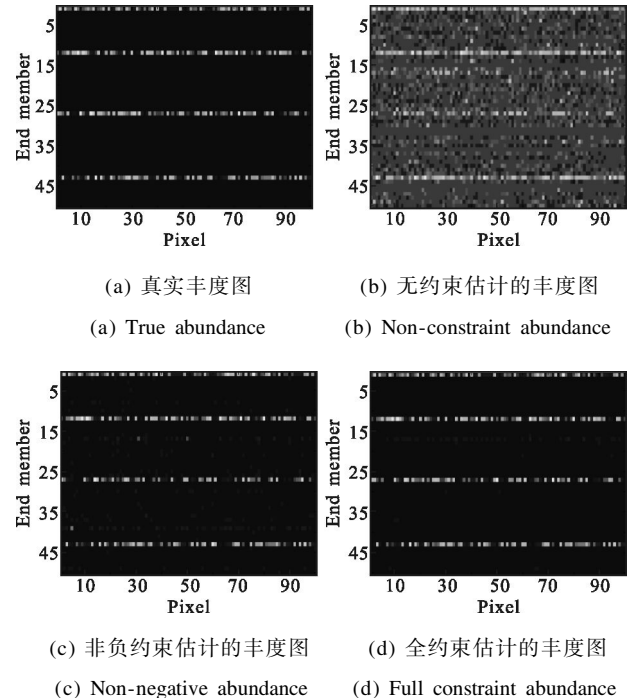 End member
5
15
25
35
45
10 30 50 70 90
Pixel
(a) 真实丰度图
(a) True abundance
End member
5
15
25
35
45
10 30 50 70 90
Pixel
(b) 无约束估计的丰度图
(b) Non-constraint abundance
End member
5
15
25
35
45
10 30 50 70 90
Pixel
(c) 非负约束估计的丰度图
(c) Non-negative abundance
End member
5
15
25
35
45
10 30 50 70 90
Pixel
(d) 全约束估计的丰度图
(d) Full constraint abundance